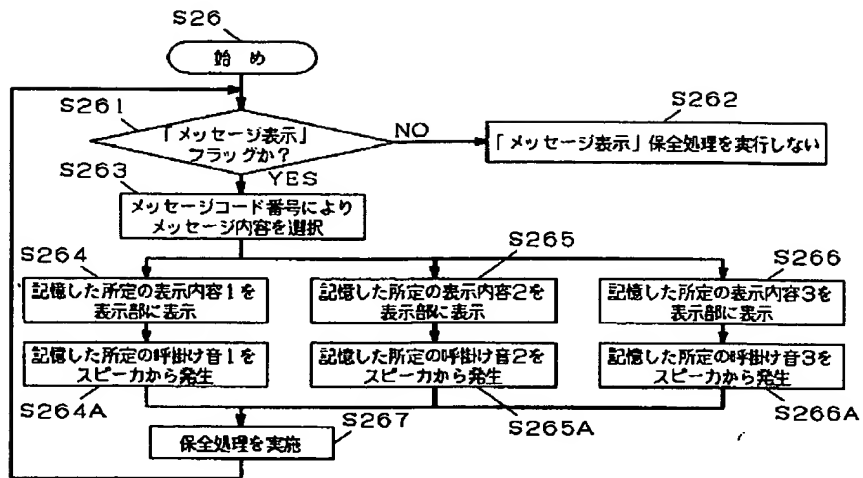 S26
始 め
S261
「メッセージ表示」
フラッグか?
NO
S262
「メッセージ表示」保全処理を実行しない
YES
S263
メッセージコード番号により
メッセージ内容を選択
S264
記憶した所定の表示内容1を
表示部に表示
S265
記憶した所定の表示内容2を
表示部に表示
S266
記憶した所定の表示内容3を
表示部に表示
記憶した所定の呼掛け音1を
スピーカから発生
S264A
記憶した所定の呼掛け音2を
スピーカから発生
S265A
記憶した所定の呼掛け音3を
スピーカから発生
S266A
保全処理を実施
S267